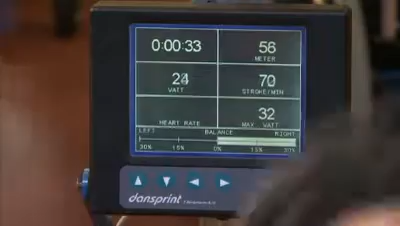 0:00:33 56
METER
24 70
WATT STROKE/MIN
32
HEART RATE MAX WATT
LEFT BALANCE RIGHT
30% 15% 0% 15% 30%
dansprint